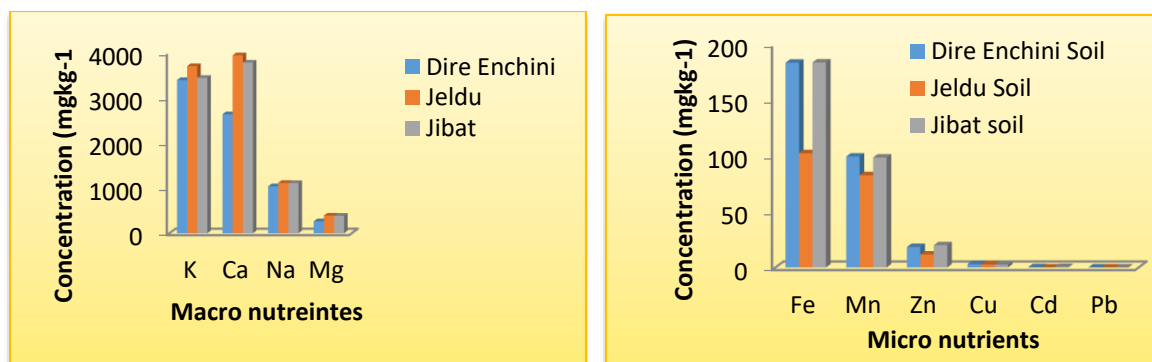 Concentration (mgkg-1
4000
3000
2000
1000
0
K Ca Na Mg
Macro nutreintes
Dire Enchini
Jeldu
Jibat
Concentration (mgkg-1)
200
150
100
50
0
Fe Mn Zn Cu Cd Pb
Micro nutrients
Dire Enchini Soil
Jeldu Soil
Jibat soil